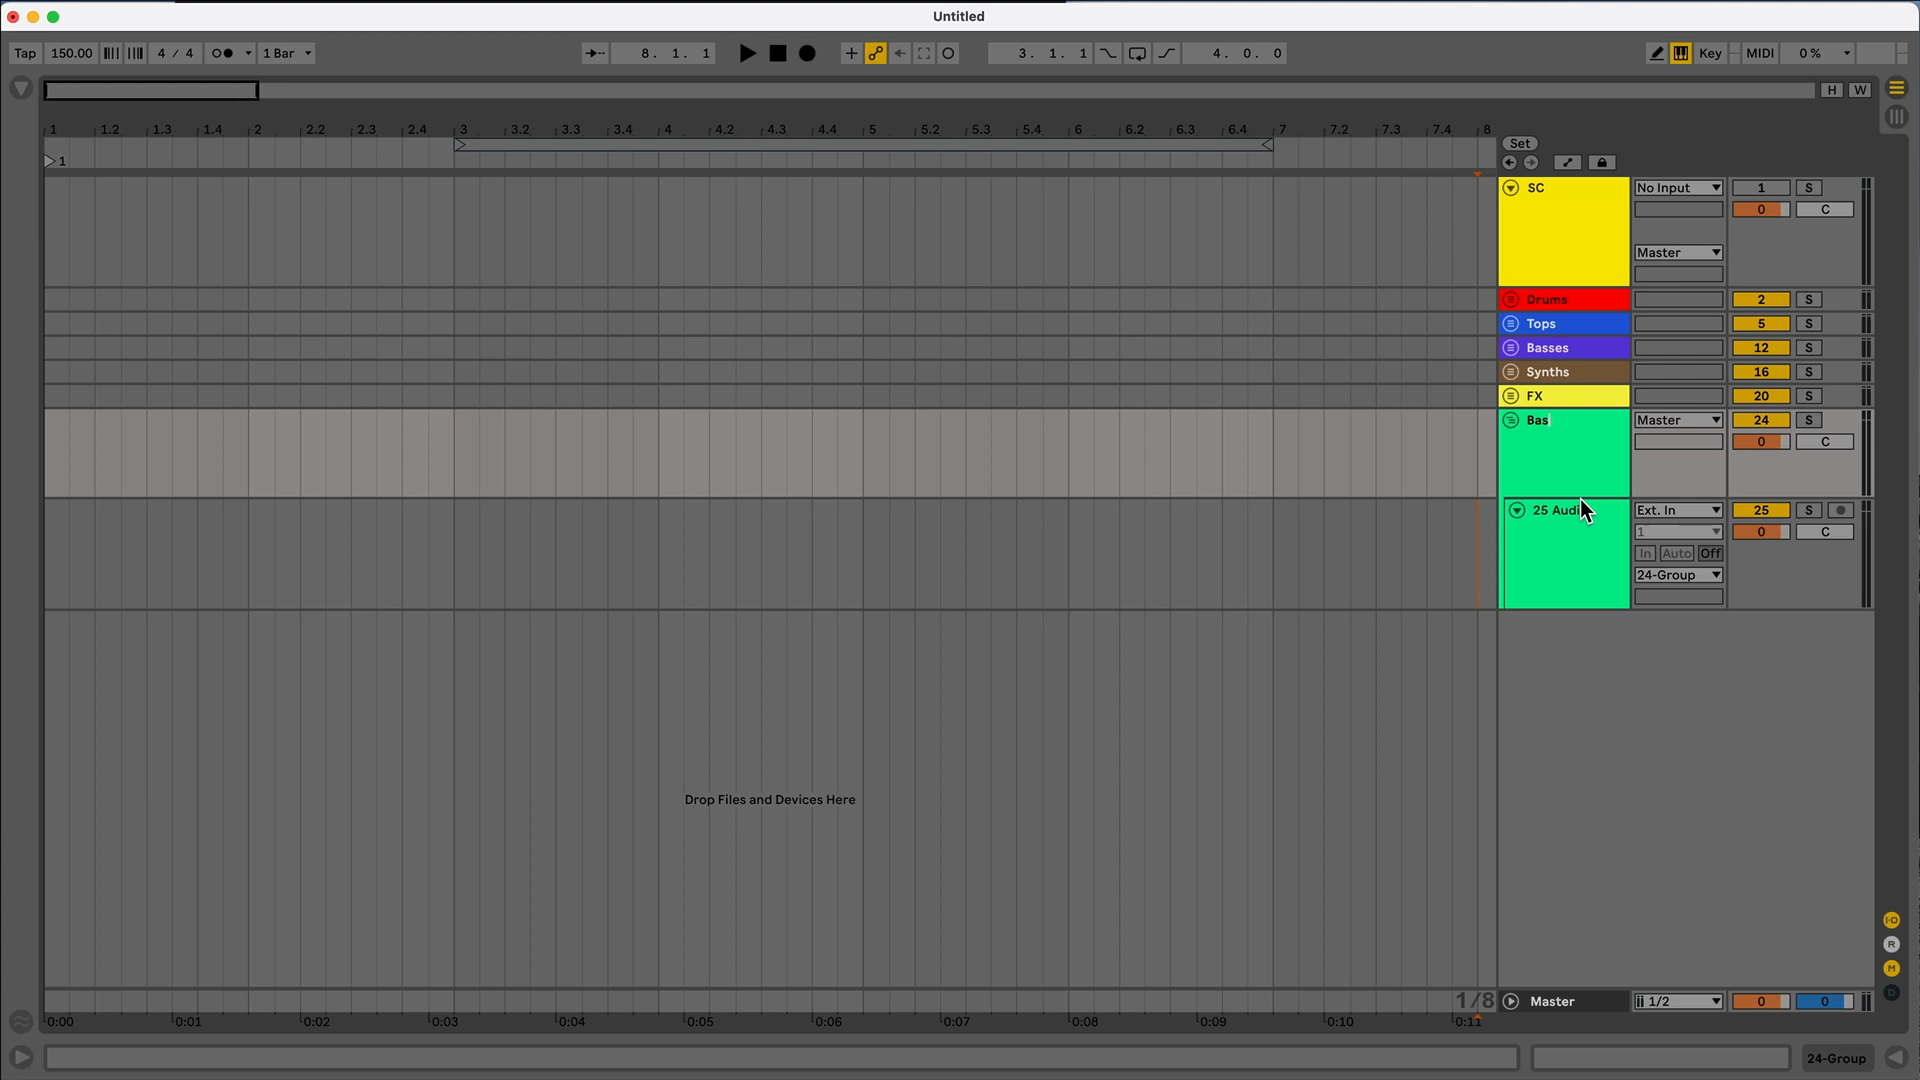 Untitled
Tap 150.00 4 / 4 1 Bar 8. 1. 1 3. 1. 1 4. 0. 0 Key MIDI 0 %
H W
1 1.2 1.3 1.4 2 2.2 2.3 2.4 3 3.2 3.3 3.4 4 4.2 4.3 4.4 5 5.2 5.3 5.4 6 6.2 6.3 6.4 7 7.2 7.3 7.4 8
Set
1
SC No Input 1 S
0 C
Master
Drums 2 S
Tops 5 S
Basses 12 S
Synths 16 S
FX 20 S
Bas Master 24 S
0 C
25 Audi Ext. In 25 S
1 0 C
In Auto Off
24-Group
Drop Files and Devices Here
I-O
R
M
D
1/8 Master 1/2 0 0
0:00 0:01 0:02 0:03 0:04 0:05 0:06 0:07 0:08 0:09 0:10 0:11
24-Group